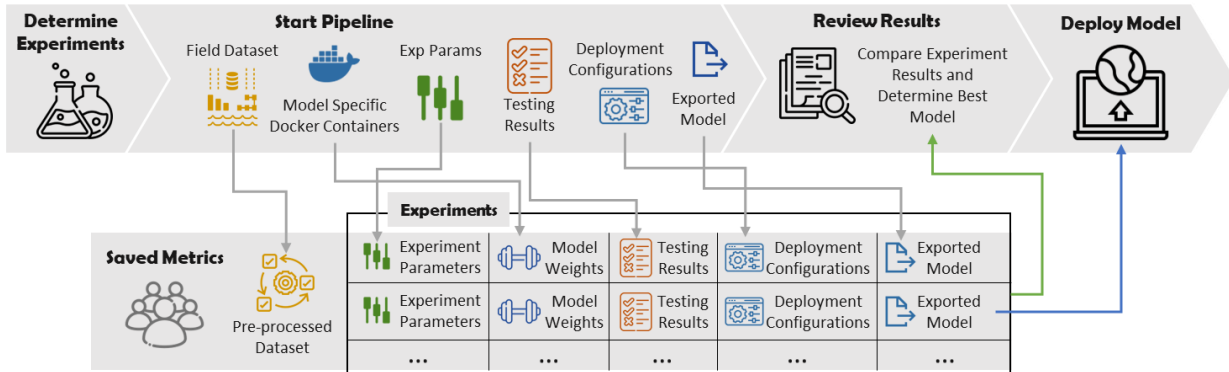 Determine
Experiments
Start Pipeline
Field Dataset
Model Specific
Docker Containers
Exp Params
Testing
Results
Deployment
Configurations
Exported
Model
Review Results
Compare Experiment
Results and
Determine Best
Model
Deploy Model
Experiments
Saved Metrics
Pre-processed
Dataset
Experiment
Parameters
Model
Weights
Testing
Results
Deployment
Configurations
Exported
Model
Experiment
Parameters
Model
Weights
Testing
Results
Deployment
Configurations
Exported
Model
... ... ... ... ...